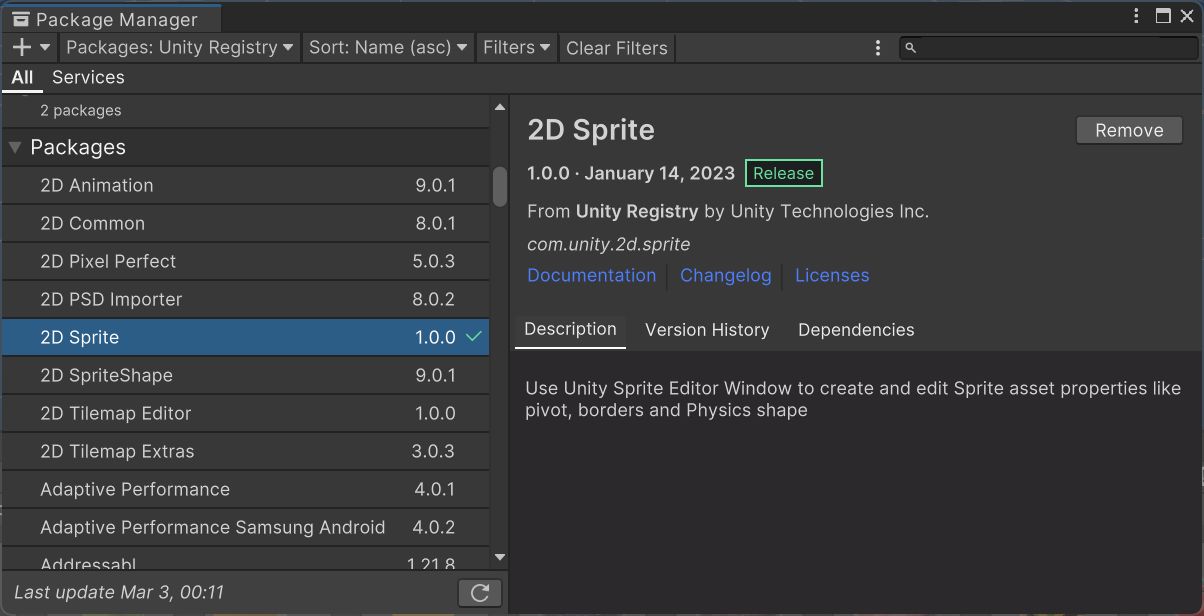 Package Manager
Packages: Unity Registry
Sort: Name (asc)
Filters
Clear Filters
All
Services
2 packages
Packages
2D Animation 9.0.1
2D Common 8.0.1
2D Pixel Perfect 5.0.3
2D PSD Importer 8.0.2
2D Sprite 1.0.0
2D SpriteShape 9.0.1
2D Tilemap Editor 1.0.0
2D Tilemap Extras 3.0.3
Adaptive Performance 4.0.1
Adaptive Performance Samsung Android 4.0.2
Addressabl 1.21.8
Last update Mar 3, 00:11
2D Sprite
Remove
1.0.0 · January 14, 2023 Release
From Unity Registry by Unity Technologies Inc.
com.unity.2d.sprite
Documentation Changelog Licenses
Description Version History Dependencies
Use Unity Sprite Editor Window to create and edit Sprite asset properties like
pivot, borders and Physics shape